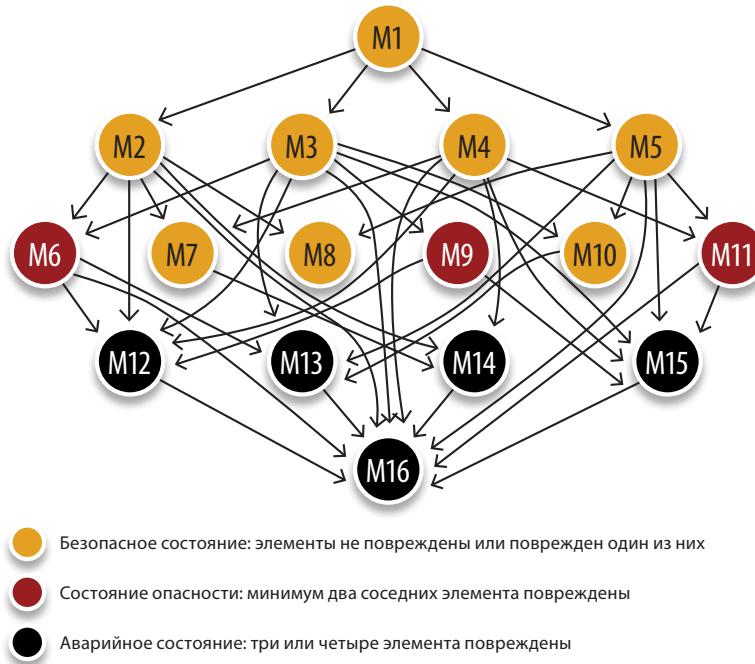 M1
M2 M3 M4 M5
M6 M7 M8 M9 M10 M11
M12 M13 M14 M15
M16
Безопасное состояние: элементы не повреждены или поврежден один из них
Состояние опасности: минимум два соседних элемента повреждены
Аварийное состояние: три или четыре элемента повреждены